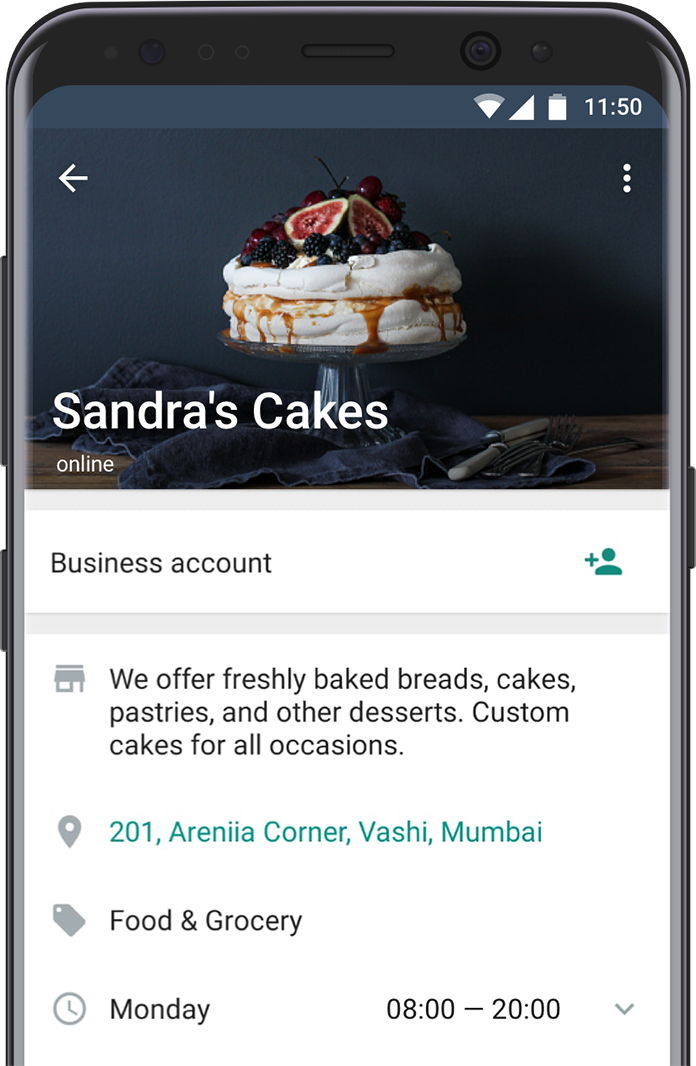 11:50
Sandra's Cakes
online
Business account
We offer freshly baked breads, cakes,
pastries, and other desserts. Custom
cakes for all occasions.
201, Areniia Corner, Vashi, Mumbai
Food & Grocery
Monday 08:00 — 20:00